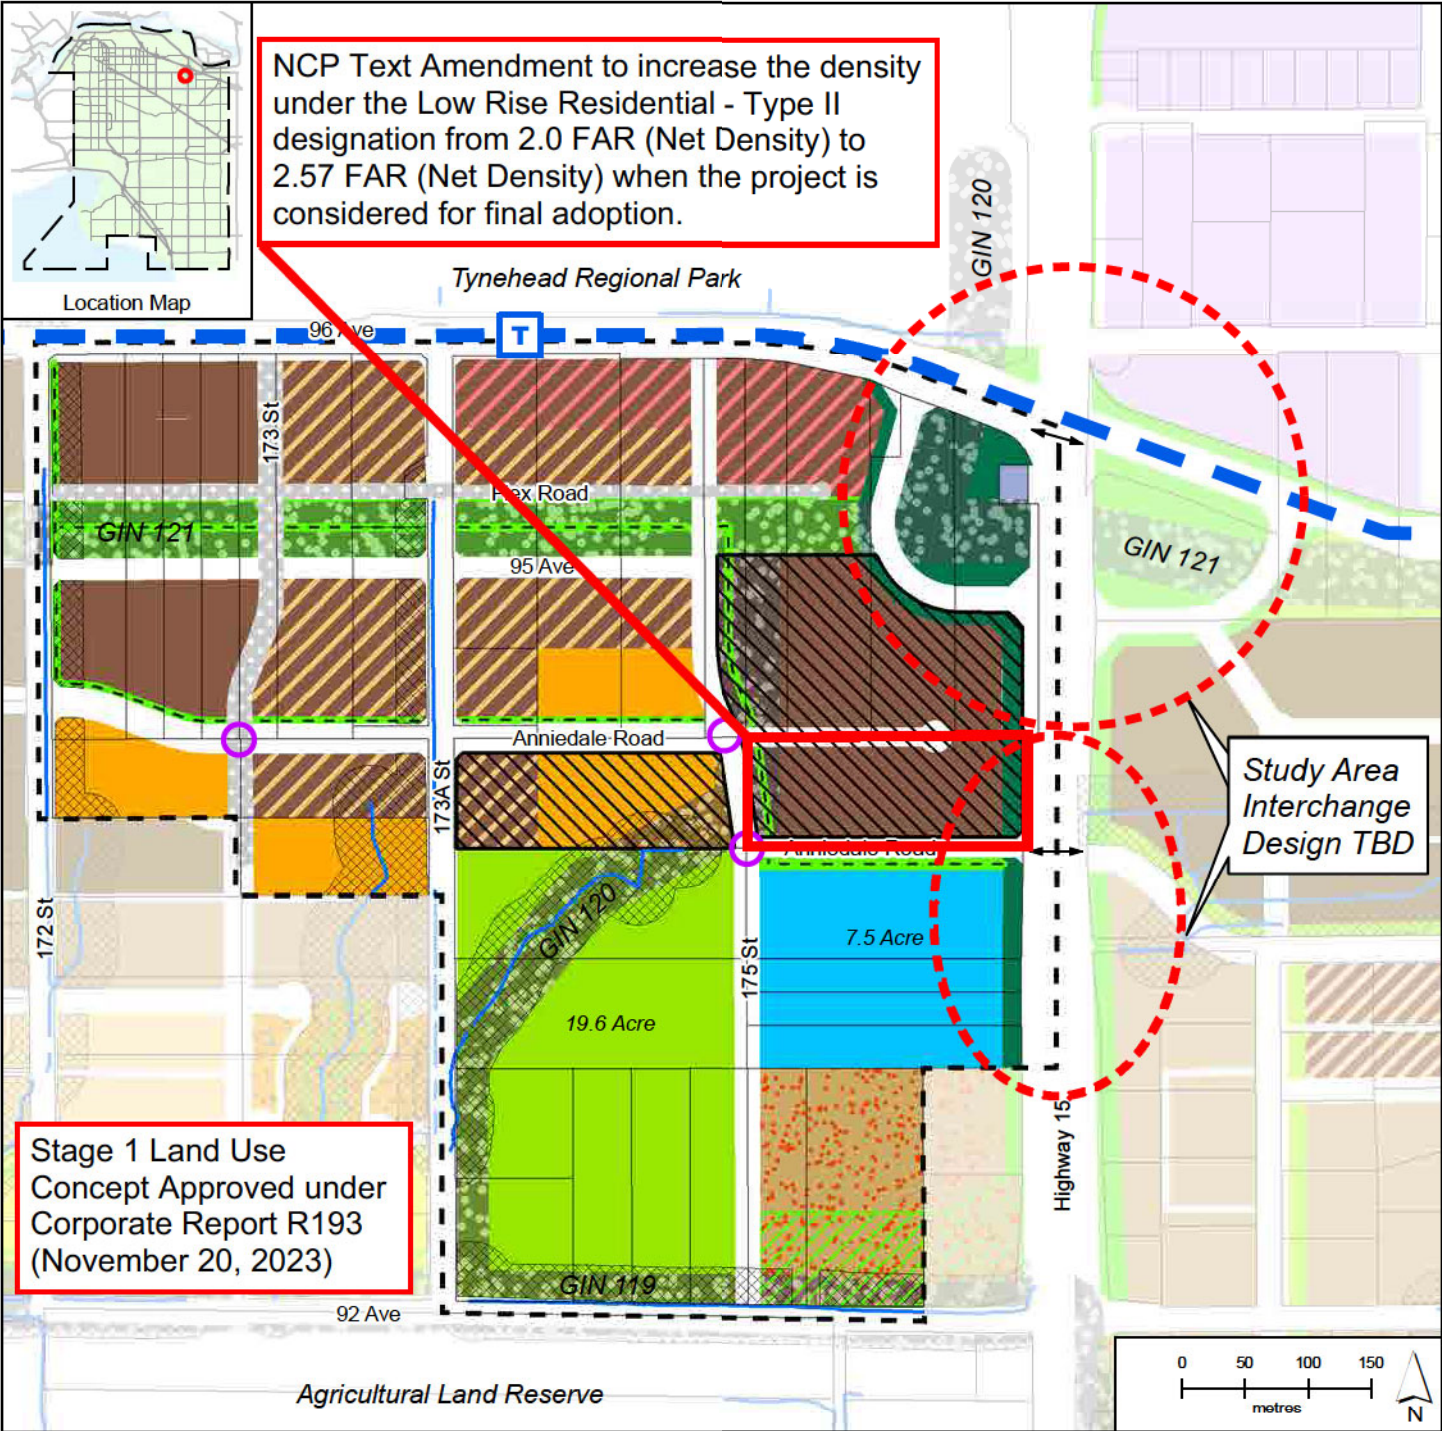 NCP Text Amendment to increase the density
under the Low Rise Residential - Type II
designation from 2.0 FAR (Net Density) to
2.57 FAR (Net Density) when the project is
considered for final adoption.
Location Map
Tynehead Regional Park
GIN 120
96 Ave
T
173 St
Flex Road
GIN 121
GIN 121
95 Ave
Anniedale Road
173A St
Study Area
Interchange
Design TBD
Anniedale Road
172 St
GIN 120
175 St
7.5 Acre
19.6 Acre
Highway 15
Stage 1 Land Use
Concept Approved under
Corporate Report R193
(November 20, 2023)
GIN 119
92 Ave
Agricultural Land Reserve
0 50 100 150
metres
N